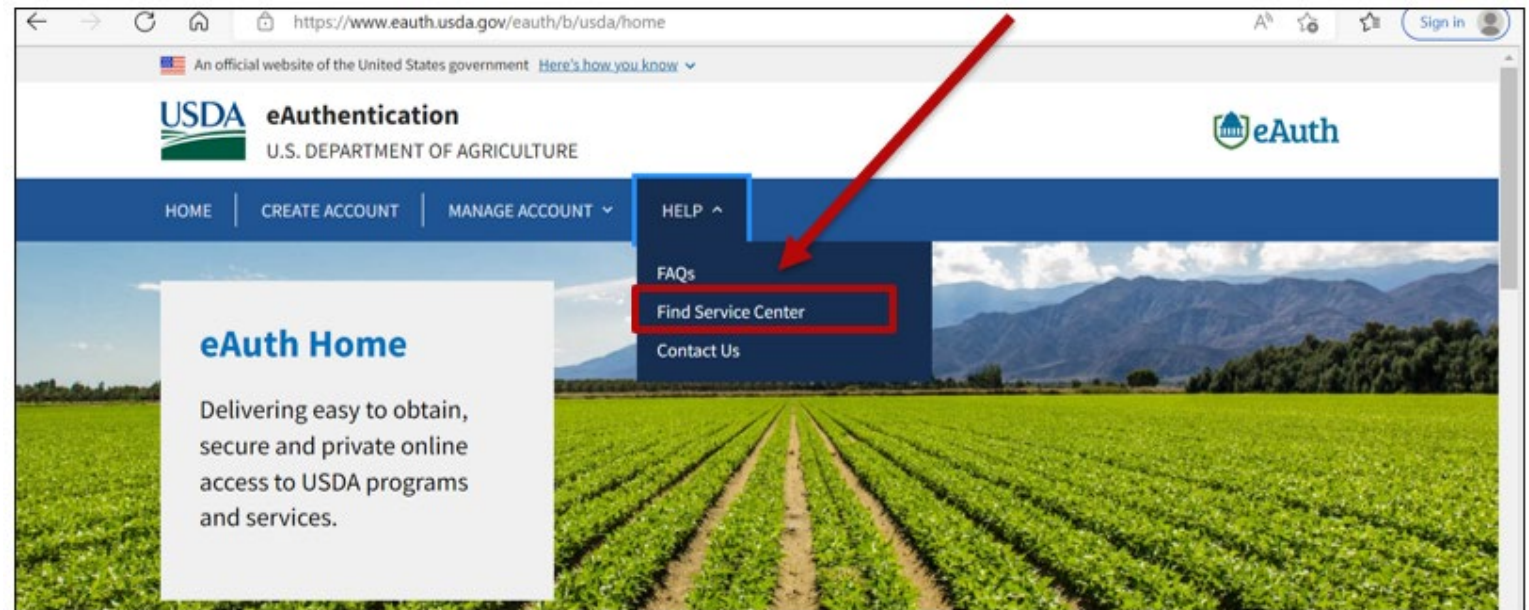 https://www.eauth.usda.gov/eauth/b/usda/home
Sign in
An official website of the United States government Here's how you know
USDA
eAuthentication
U.S. DEPARTMENT OF AGRICULTURE
eAuth
HOME
CREATE ACCOUNT
MANAGE ACCOUNT
HELP
FAQs
Find Service Center
Contact Us
eAuth Home
Delivering easy to obtain,
secure and private online
access to USDA programs
and services.